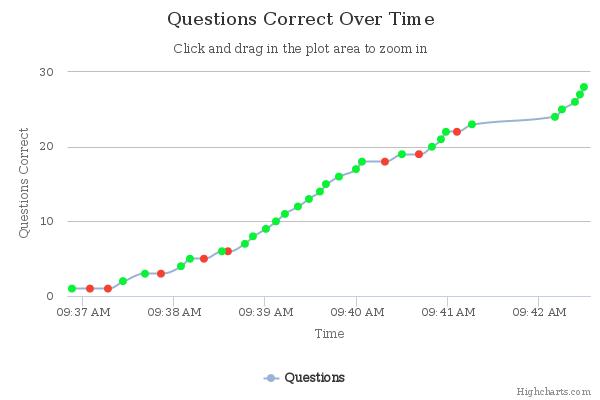 Questions Correct Over Time
Click and drag in the plot area to zoom in
Questions Correct
30
20
10
0
09:37 AM 09:38 AM 09:39 AM 09:40 AM 09:41 AM 09:42 AM
Time
Questions
Highcharts.com